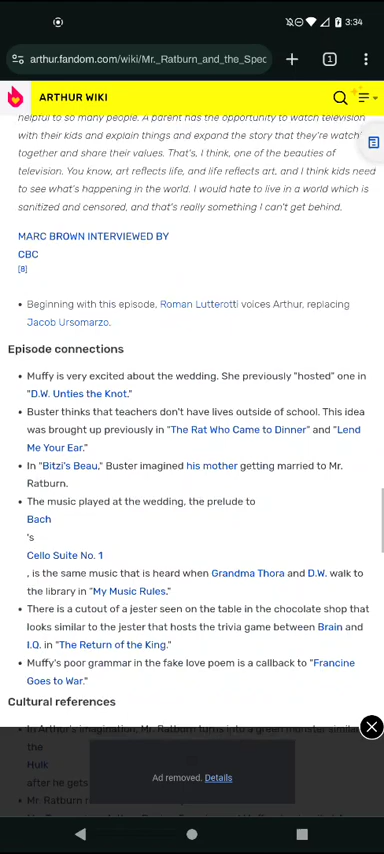 3:34
arthur.fandom.com/wiki/Mr._Ratburn_and_the_Spec
1
ARTHUR WIKI
helpful to so many people. A parent has the opportunity to watch television
with their kids and explain things and expand the story that they're watchi
together and share their values. That's, I think, one of the beauties of
television. You know, art reflects life, and life reflects art, and I think kids need
to see what's happening in the world. I would hate to live in a world which is
sanitized and censored, and that's really something I can't get behind.
MARC BROWN INTERVIEWED BY
CBC
[8]
• Beginning with this episode, Roman Lutterotti voices Arthur, replacing
Jacob Ursomarzo.
Episode connections
• Muffy is very excited about the wedding. She previously "hosted" one in
"D.W. Unties the Knot."
• Buster thinks that teachers don't have lives outside of school. This idea
was brought up previously in "The Rat Who Came to Dinner" and "Lend
Me Your Ear."
• In "Bitzi's Beau," Buster imagined his mother getting married to Mr.
Ratburn.
• The music played at the wedding, the prelude to
Bach
's
Cello Suite No. 1
, is the same music that is heard when Grandma Thora and D.W. walk to
the library in "My Music Rules."
• There is a cutout of a jester seen on the table in the chocolate shop that
looks similar to the jester that hosts the trivia game between Brain and
I.Q. in "The Return of the King."
• Muffy's poor grammar in the fake love poem is a callback to "Francine
Goes to War."
Cultural references
• In Arthur's imagination, Mr. Ratburn turns into a green monster similar
the
Hulk
Ad removed. Details
after he gets
• Mr. Ratburn